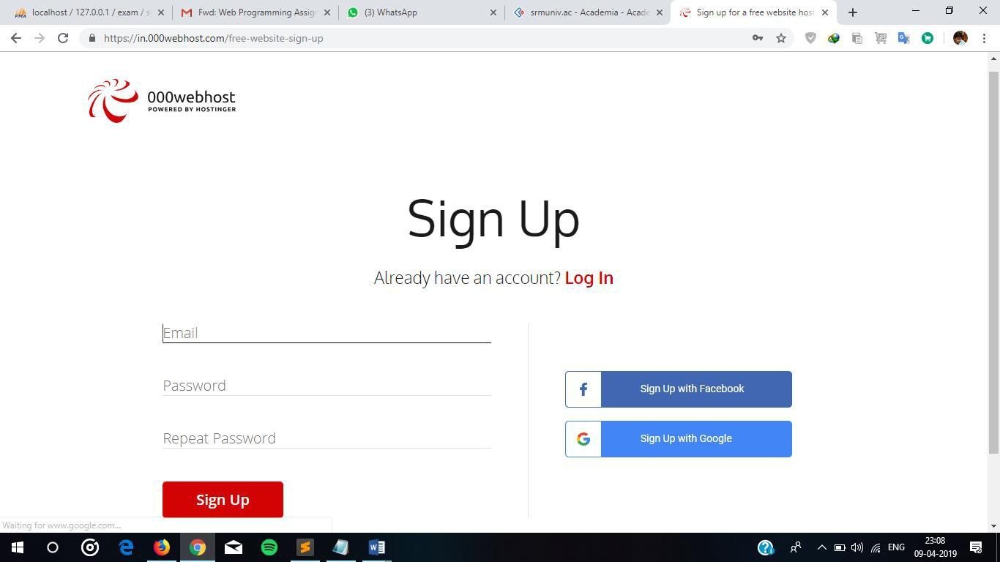 localhost / 127.0.0.1 / exam / s
Fwd: Web Programming Assign
(3) WhatsApp
srmuniv.ac - Academia - Acade
Sign up for a free website host
https://in.000webhost.com/free-website-sign-up
000webhost
POWERED BY HOSTINGER
Sign Up
Already have an account? Log In
Email
Password
Repeat Password
Sign Up with Facebook
Sign Up with Google
Sign Up
Waiting for www.google.com...
ENG
23:08
09-04-2019